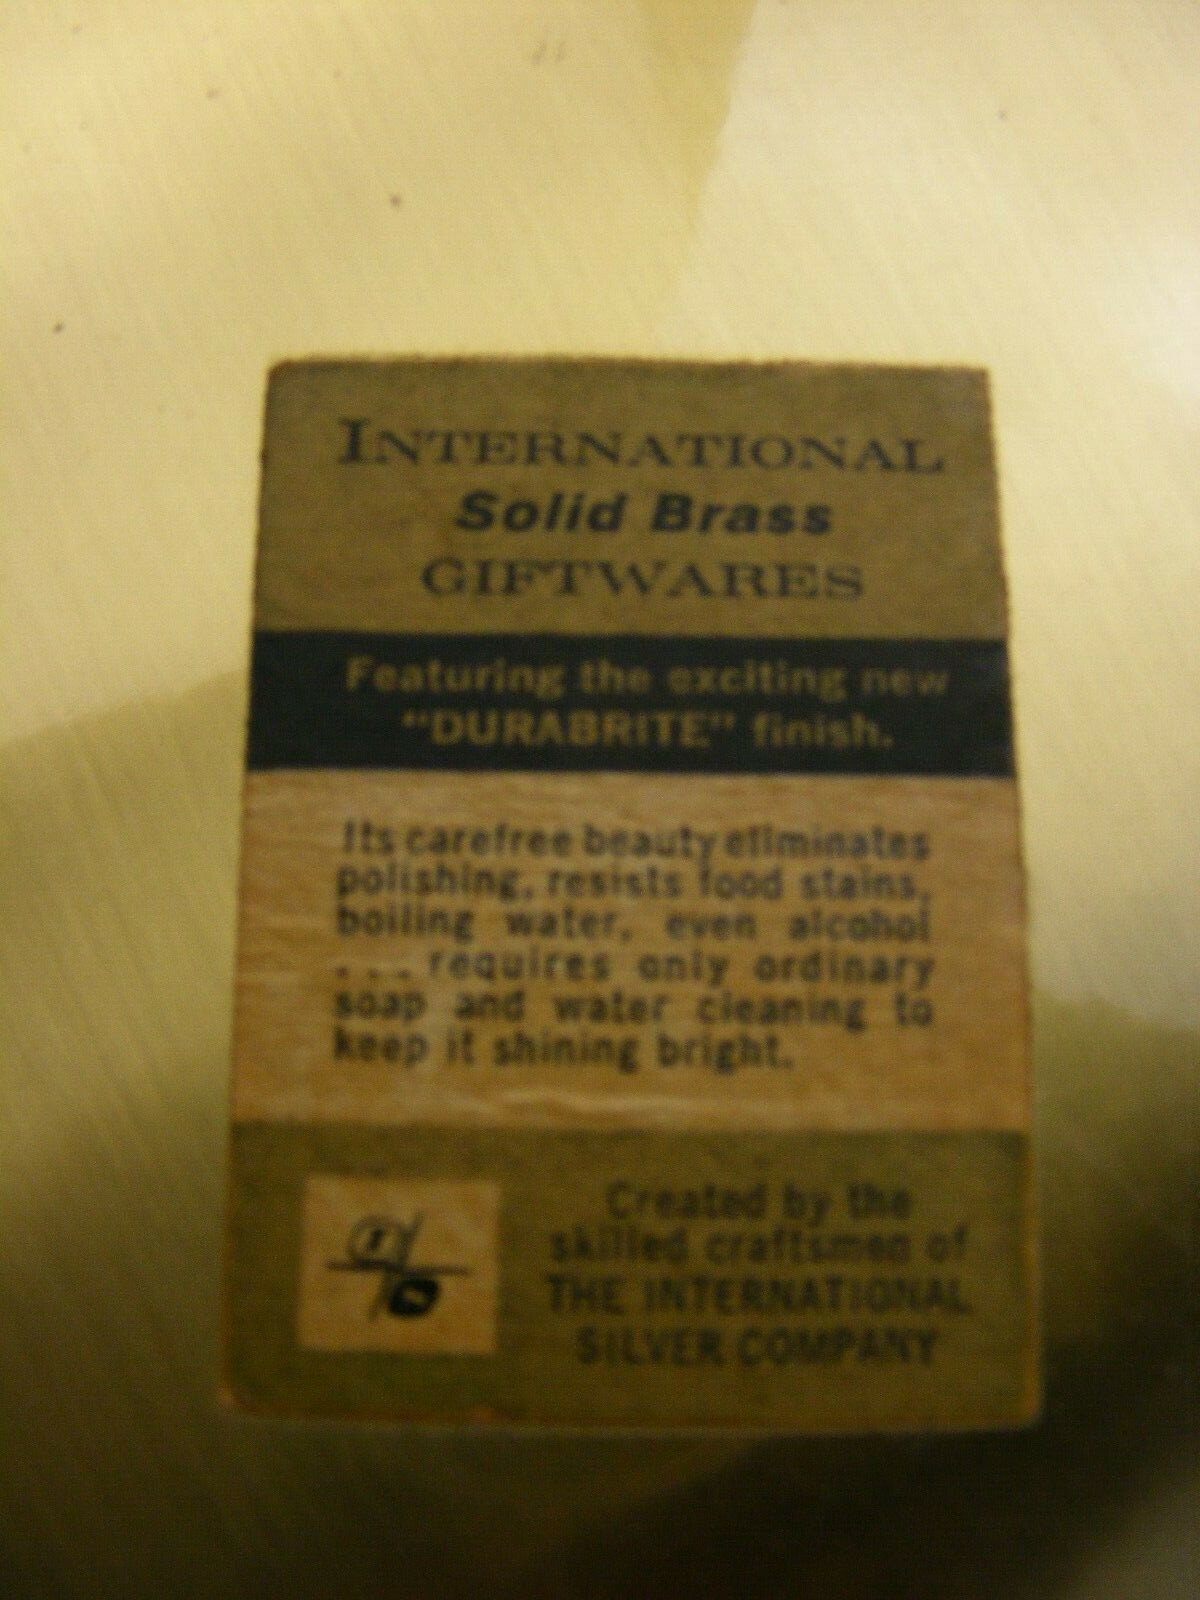 INTERNATIONAL
Solid Brass
GIFTWARES
Featuring the exciting new
"DURABRITE" finish.
Its carefree beauty eliminates
polishing, resists food stains,
boiling water, even alcohol
... requires only ordinary
soap and water cleaning to
keep it shining bright.
Created by the
skilled craftsmen of
THE INTERNATIONAL
SILVER COMPANY